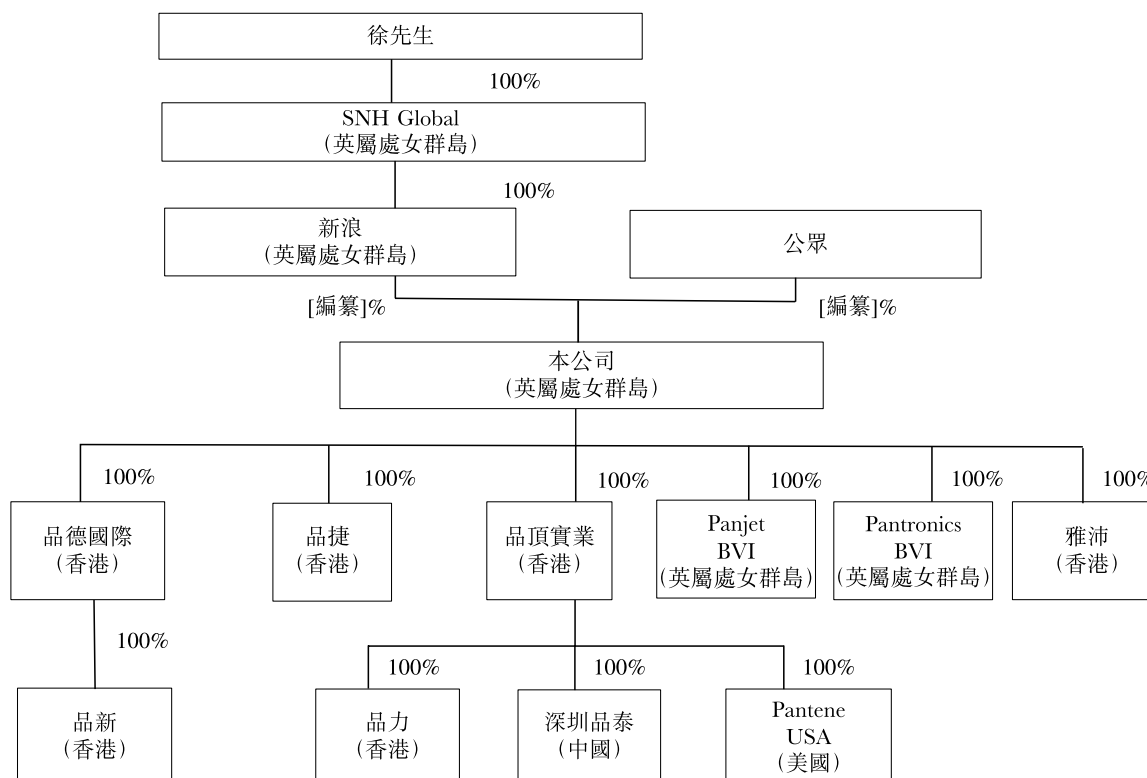 徐先生
100%
SNH Global
(英屬處女群島)
100%
新浪
(英屬處女群島)
公眾
[編纂]%
[編纂]%
本公司
(英屬處女群島)
100%
100%
100%
100%
100%
100%
品德國際
(香港)
品捷
(香港)
品頂實業
(香港)
Panjet
BVI
(英屬處女群島)
Pantronics
BVI
(英屬處女群島)
雅沛
(香港)
100%
100%
100%
100%
品新
(香港)
品力
(香港)
深圳品泰
(中國)
Pantene
USA
(美國)